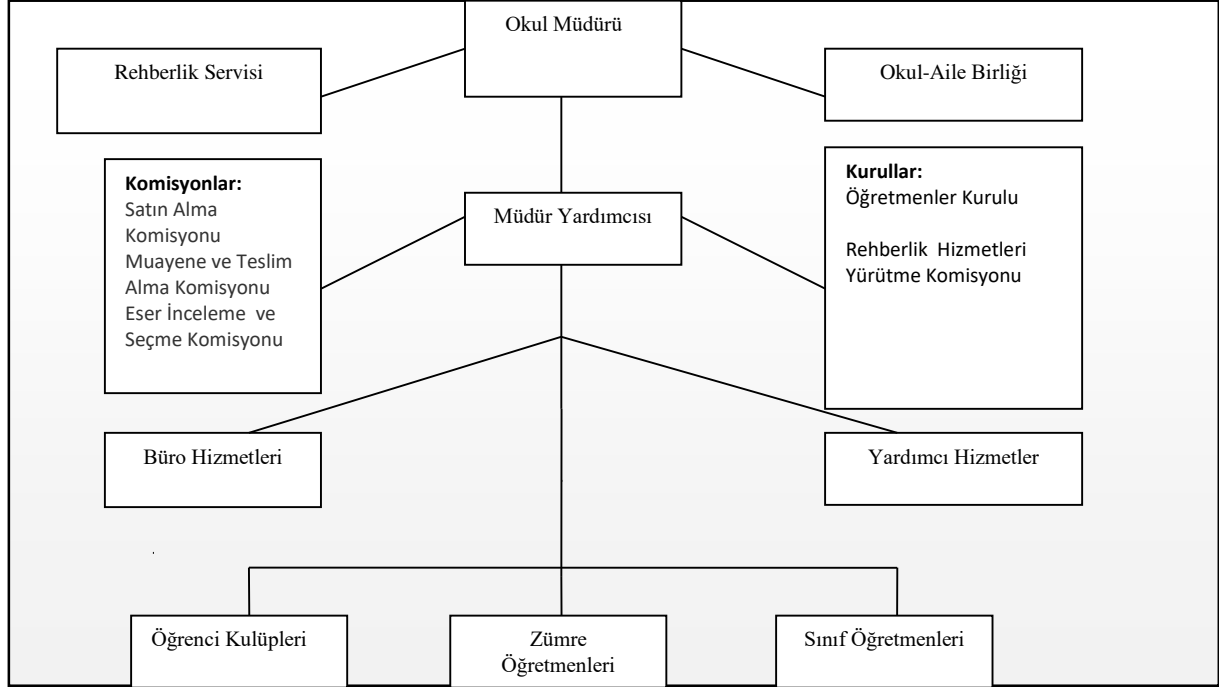 Okul Müdürü
Rehberlik Servisi
Okul-Aile Birliği
Komisyonlar:
Satın Alma
Komisyonu
Muayene ve Teslim
Alma Komisyonu
Eser İnceleme ve
Seçme Komisyonu
Müdür Yardımcısı
Kurullar:
Öğretmenler Kurulu
Rehberlik Hizmetleri
Yürütme Komisyonu
Büro Hizmetleri
Yardımcı Hizmetler
Öğrenci Kulüpleri
Zümre
Öğretmenleri
Sınıf Öğretmenleri